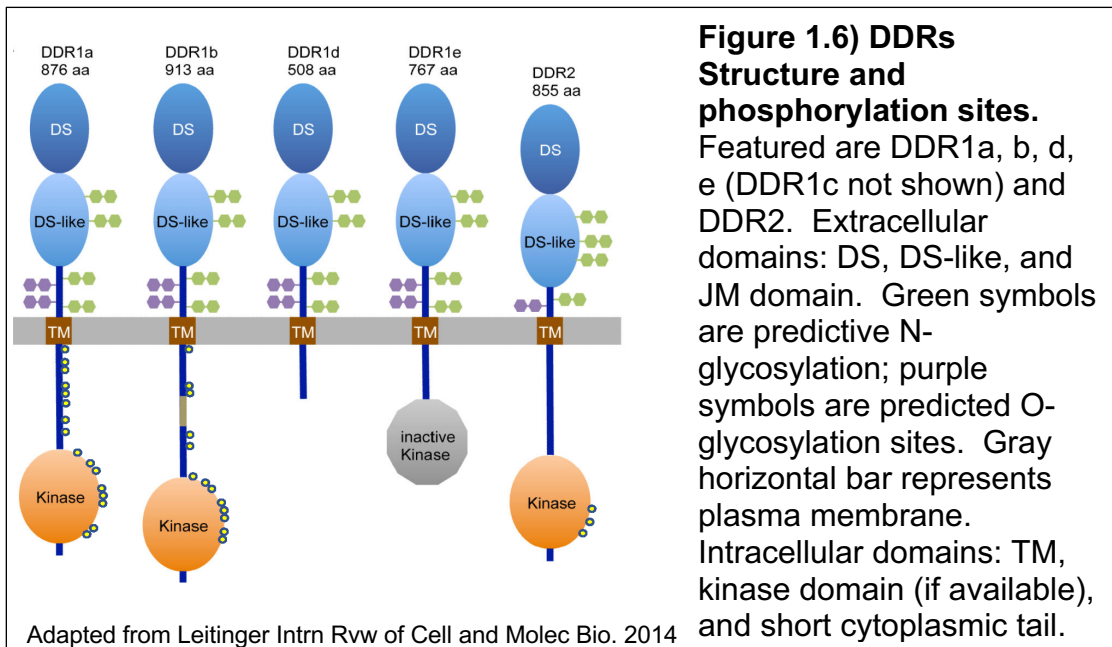 DDR1a
876 aa
DDR1b
913 aa
DDR1d
508 aa
DDR1e
767 aa
DDR2
855 aa
DS
DS
DS
DS
DS
DS-like
DS-like
DS-like
DS-like
DS-like
TM
TM
TM
TM
TM
inactive
Kinase
Kinase
Kinase
Kinase
Adapted from Leitinger Intrn Rvw of Cell and Molec Bio. 2014
Figure 1.6) DDRs
Structure and
phosphorylation sites.
Featured are DDR1a, b, d,
e (DDR1c not shown) and
DDR2.  Extracellular
domains: DS, DS-like, and
JM domain.  Green symbols
are predictive N-
glycosylation; purple
symbols are predicted O-
glycosylation sites.  Gray
horizontal bar represents
plasma membrane.
Intracellular domains: TM,
kinase domain (if available),
and short cytoplasmic tail.